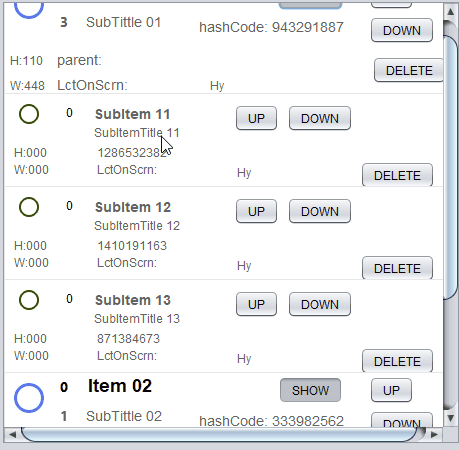 3 SubTittle 01 hashCode: 943291887 DOWN
H:110 parent: DELETE
W:448 LctOnScrn: Hy
0 SubItem 11 UP DOWN
SubItemTitle 11
H:000 1286532382
W:000 LctOnScrn: Hy DELETE
0 SubItem 12 UP DOWN
SubItemTitle 12
H:000 1410191163
W:000 LctOnScrn: Hy DELETE
0 SubItem 13 UP DOWN
SubItemTitle 13
H:000 871384673
W:000 LctOnScrn: Hy DELETE
0 Item 02 SHOW UP
1 SubTittle 02 hashCode: 333982562 DOWN